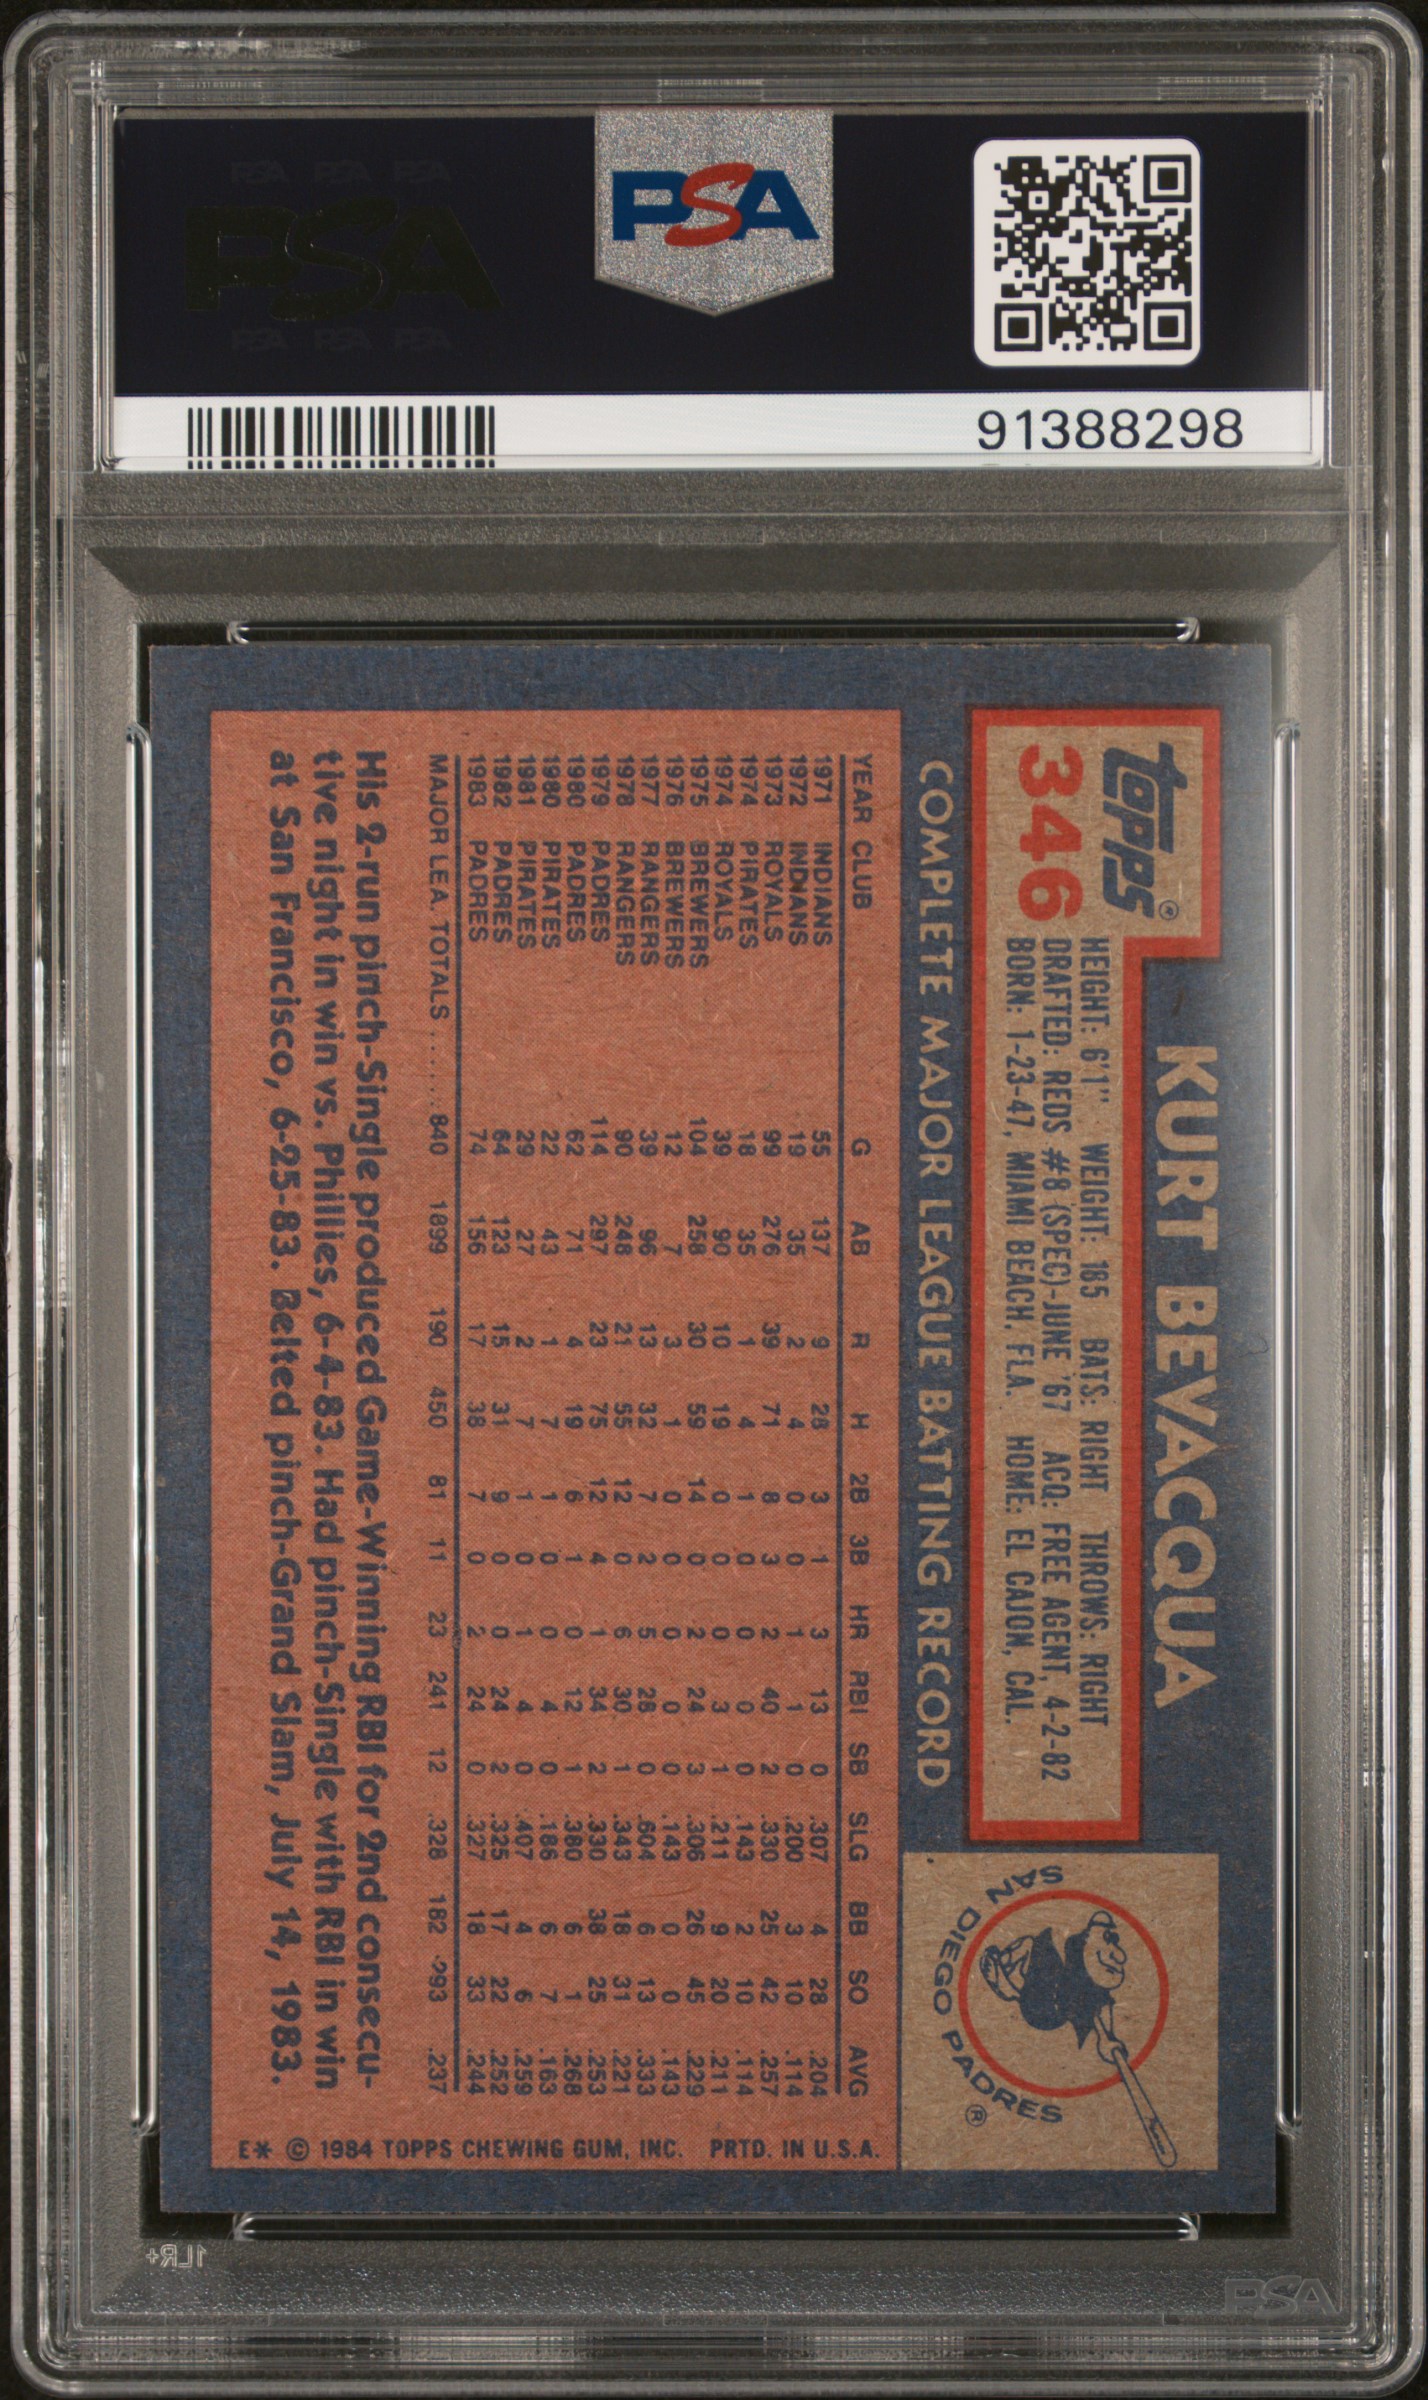 PSA PSA PSA
PSA
PSA PSA PSA
PSA
91388298
topps®
346
KURT BEVACQUA
HEIGHT: 6'1" WEIGHT: 185 BATS: RIGHT THROWS: RIGHT
DRAFTED: REDS #8 (SPEC)-JUNE '67 ACQ: FREE AGENT, 4-2-82
BORN: 1-23-47, MIAMI BEACH, FLA. HOME: EL CAJON, CAL.
SAN DIEGO PADRES ®
COMPLETE MAJOR LEAGUE BATTING RECORD
YEAR CLUB G AB R H 2B 3B HR RBI SB SLG BB SO AVG
1971 INDIANS 55 137 9 28 3 1 3 13 0 .307 4 28 .204
1972 INDIANS 19 35 2 4 0 0 1 1 0 .200 3 10 .114
1973 ROYALS 99 276 39 71 8 3 2 40 2 .330 25 42 .257
1974 PIRATES 18 35 1 4 1 0 0 0 0 .143 2 10 .114
1974 ROYALS 39 90 10 19 0 0 0 3 1 .211 9 20 .211
1975 BREWERS 104 258 30 59 14 0 2 24 3 .306 26 45 .229
1976 BREWERS 12 7 3 1 0 0 0 0 0 .143 0 0 .143
1977 RANGERS 39 96 13 32 7 2 5 28 0 .604 6 13 .333
1978 RANGERS 90 248 21 55 12 0 6 30 1 .343 18 31 .221
1979 PADRES 114 297 23 75 12 4 1 34 2 .330 38 25 .253
1980 PADRES 62 71 4 19 6 1 0 12 1 .380 6 1 .268
1980 PIRATES 22 43 1 7 1 0 0 4 0 .186 6 7 .163
1981 PIRATES 29 27 2 7 1 0 1 4 0 .407 4 6 .259
1982 PADRES 64 123 15 31 9 0 0 24 2 .325 17 22 .252
1983 PADRES 74 156 17 38 7 0 2 24 0 .327 18 33 .244
MAJOR LEA. TOTALS ...... 840 1899 190 450 81 11 23 241 12 .328 182 293 .237
His 2-run pinch-Single produced Game-Winning RBI for 2nd consecu-
tive night in win vs. Phillies, 6-4-83. Had pinch-Single with RBI in win
at San Francisco, 6-25-83. Belted pinch-Grand Slam, July 14, 1983.
E* © 1984 TOPPS CHEWING GUM, INC. PRTD. IN U.S.A.
1LR+
PSA